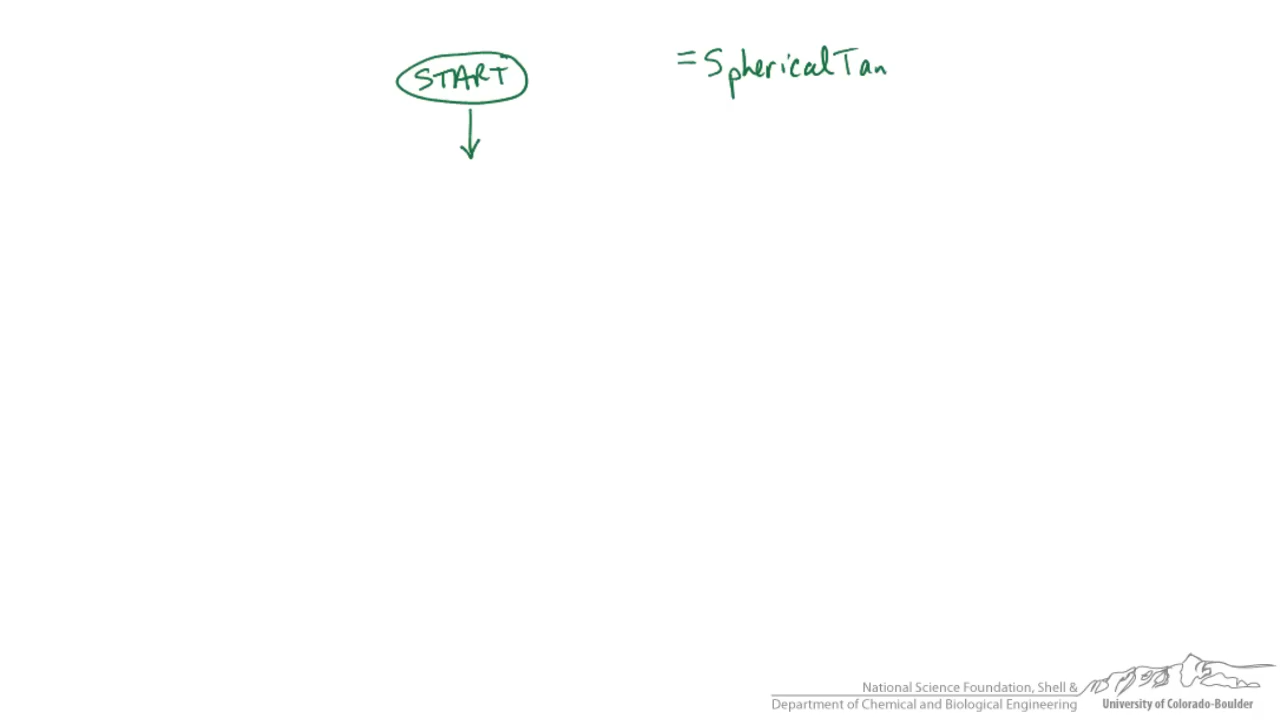 START
=SphericalTan
National Science Foundation, Shell &
Department of Chemical and Biological Engineering
University of Colorado-Boulder